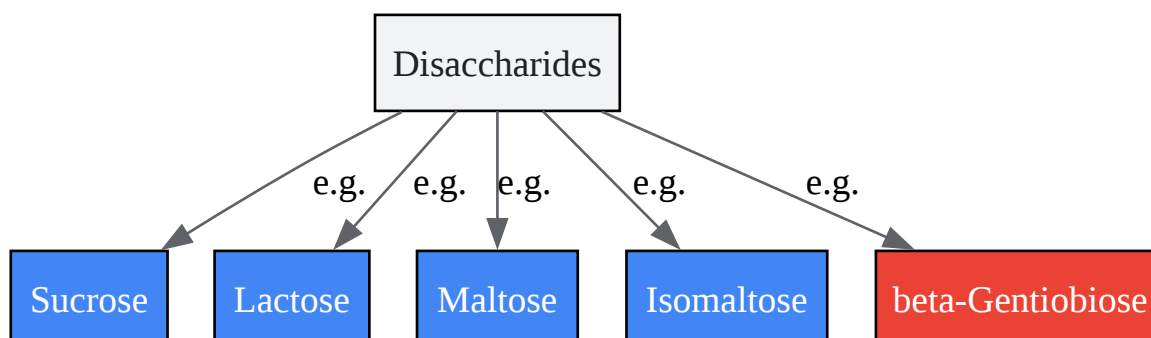 Disaccharides
e.g. e.g. e.g. e.g. e.g.
Sucrose Lactose Maltose Isomaltose beta-Gentiobiose